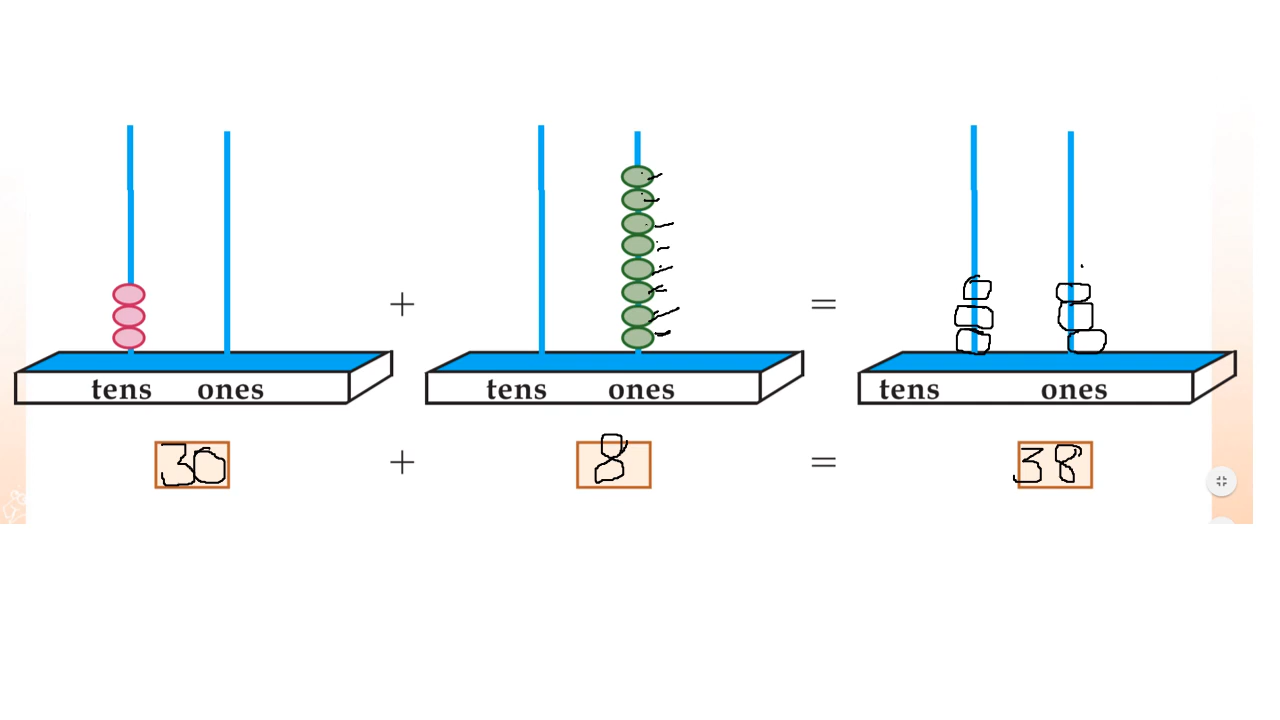 + =
tens ones tens ones tens ones
30 + 8 = 38